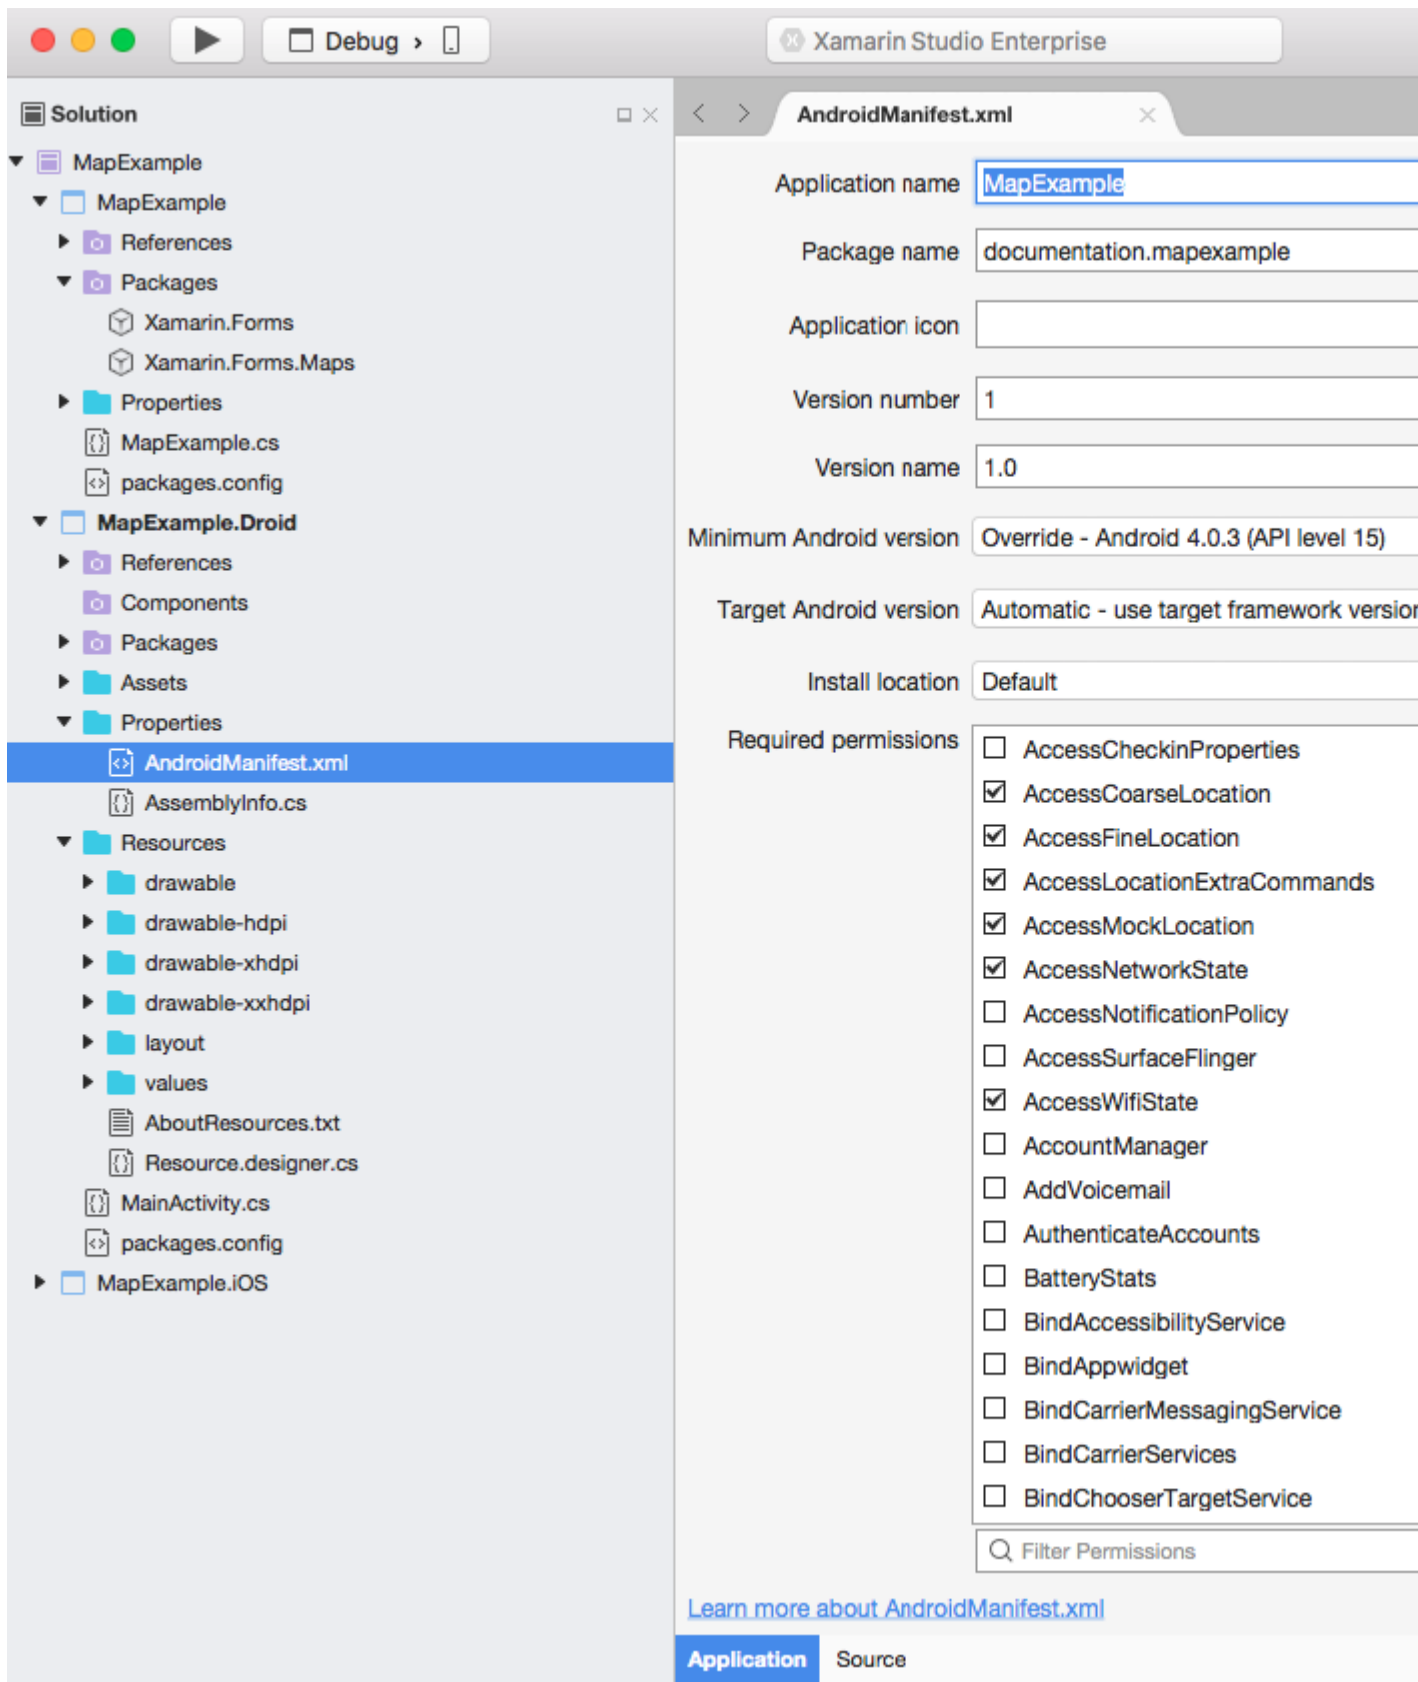 Debug
Xamarin Studio Enterprise
Solution
MapExample
MapExample
References
Packages
Xamarin.Forms
Xamarin.Forms.Maps
Properties
MapExample.cs
packages.config
MapExample.Droid
References
Components
Packages
Assets
Properties
AndroidManifest.xml
AssemblyInfo.cs
Resources
drawable
drawable-hdpi
drawable-xhdpi
drawable-xxhdpi
layout
values
AboutResources.txt
Resource.designer.cs
MainActivity.cs
packages.config
MapExample.iOS
AndroidManifest.xml
Application name MapExample
Package name documentation.mapexample
Application icon
Version number 1
Version name 1.0
Minimum Android version Override - Android 4.0.3 (API level 15)
Target Android version Automatic - use target framework version
Install location Default
Required permissions
AccessCheckinProperties
AccessCoarseLocation
AccessFineLocation
AccessLocationExtraCommands
AccessMockLocation
AccessNetworkState
AccessNotificationPolicy
AccessSurfaceFlinger
AccessWifiState
AccountManager
AddVoicemail
AuthenticateAccounts
BatteryStats
BindAccessibilityService
BindAppwidget
BindCarrierMessagingService
BindCarrierServices
BindChooserTargetService
Filter Permissions
Learn more about AndroidManifest.xml
Application Source